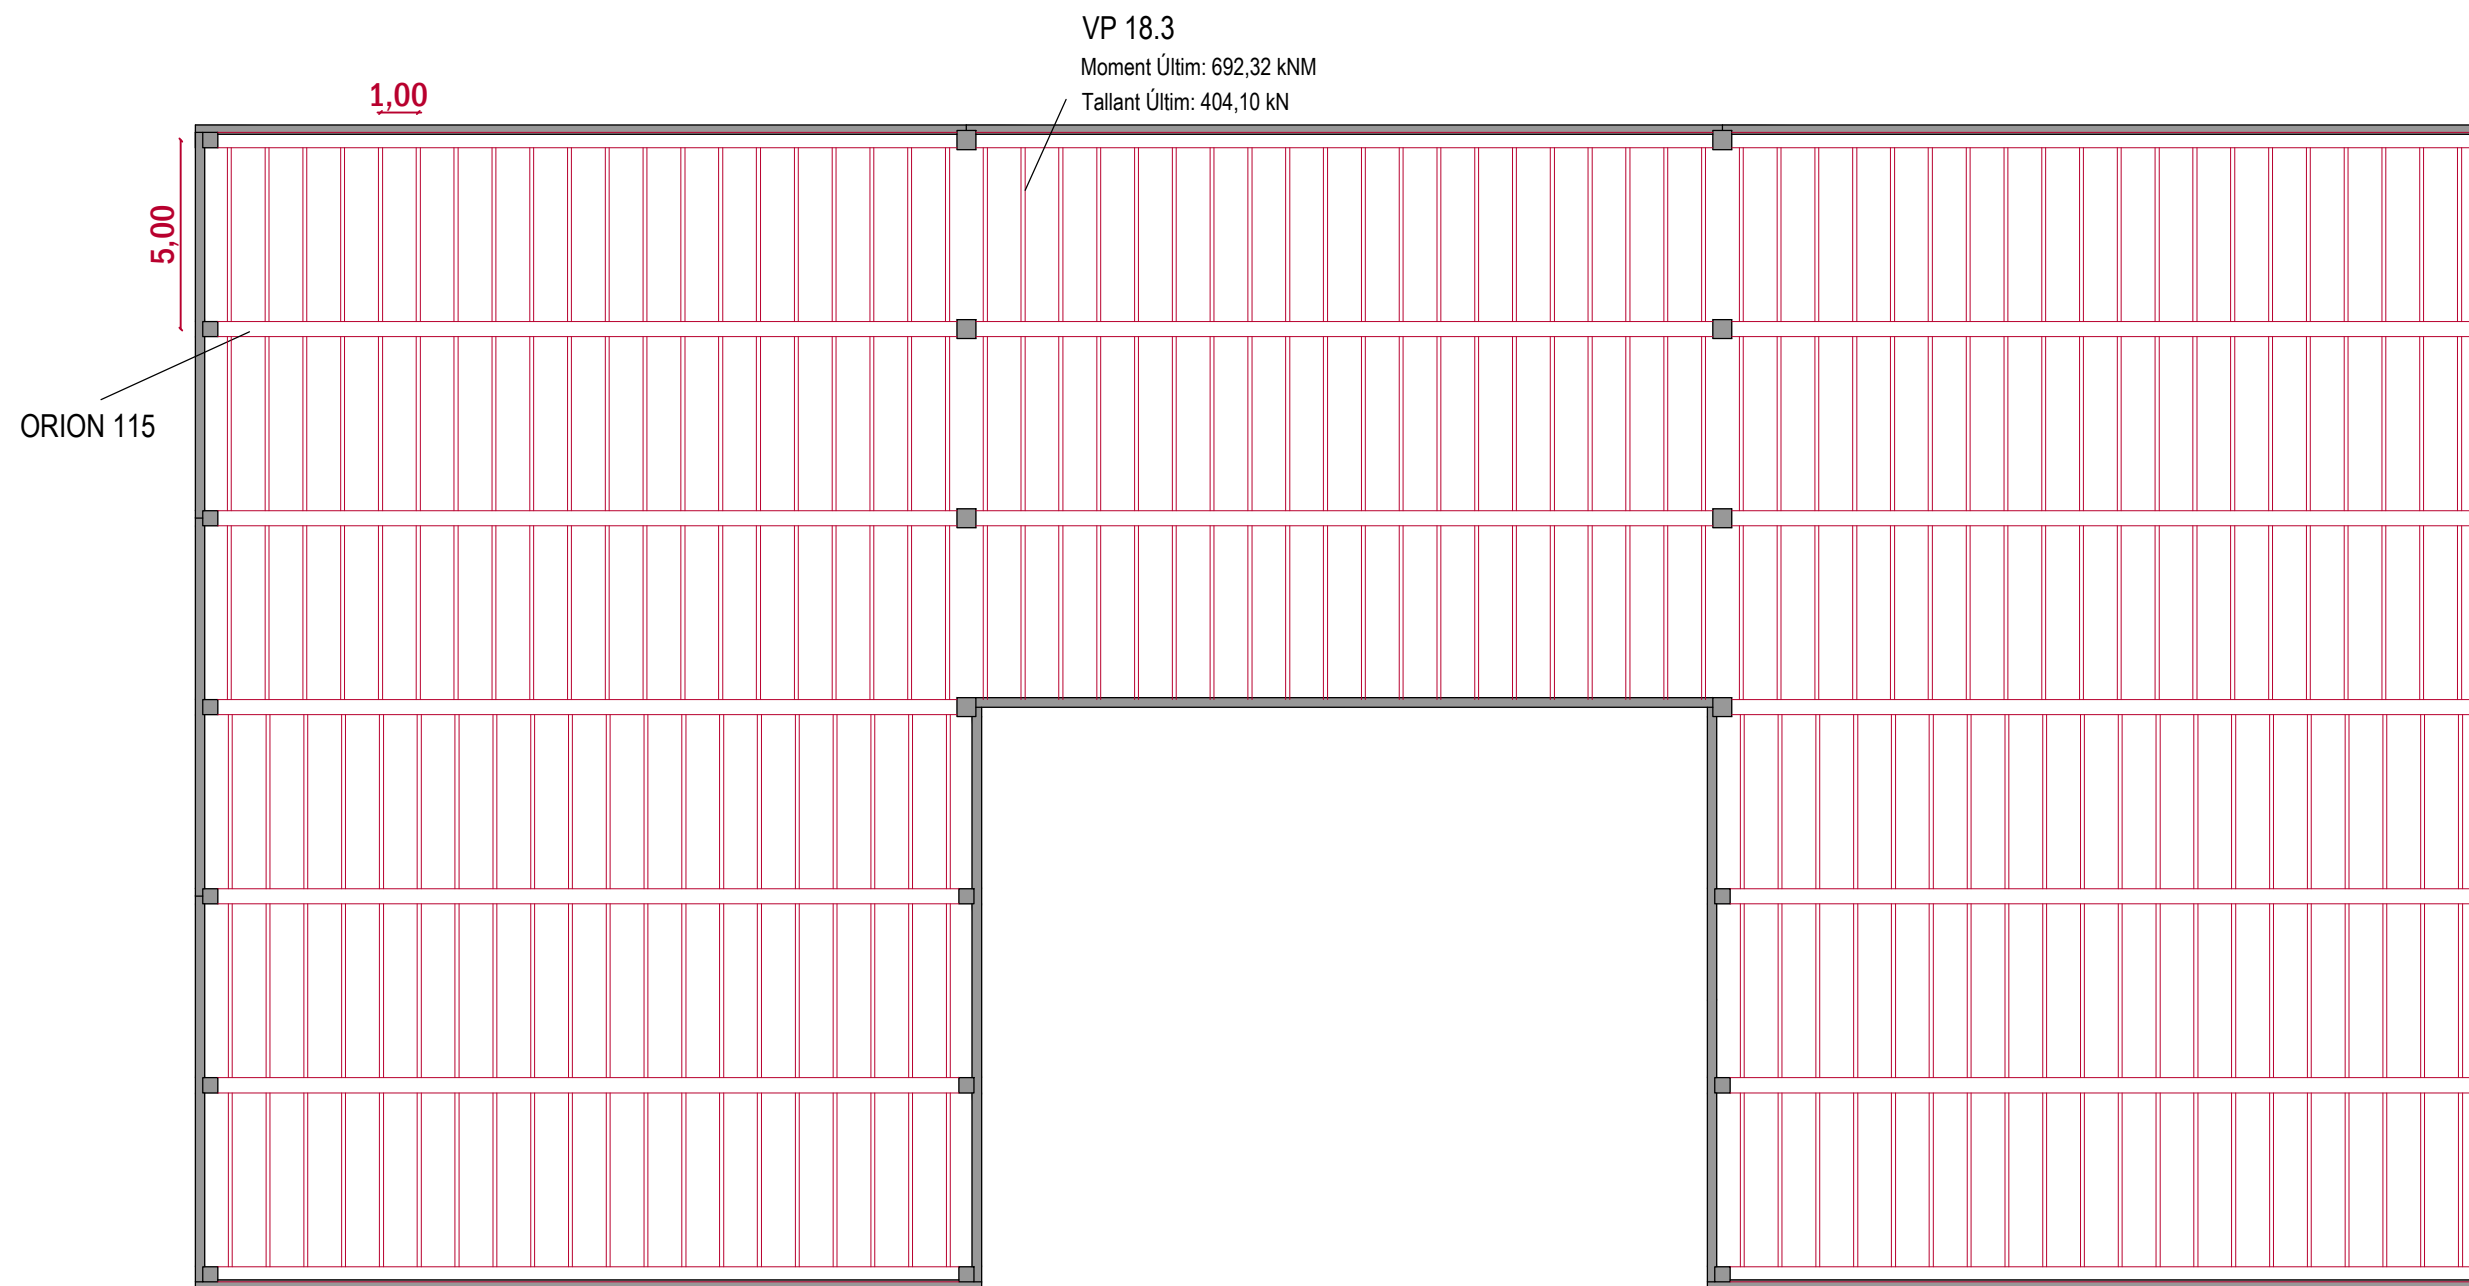 VP 18.3
Moment Últim: 692,32 kNM
Tallant Últim: 404,10 kN
1,00
5,00
ORION 115